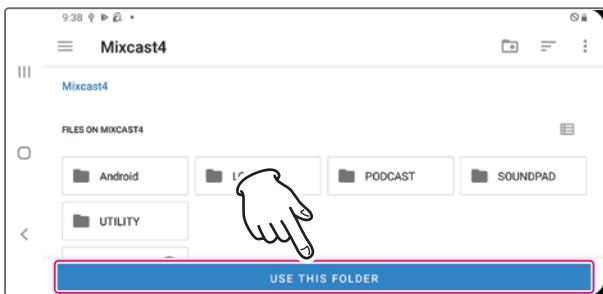 9:38
Mixcast4
Mixcast4
FILES ON MIXCAST4
Android
PODCAST
SOUNDPAD
UTILITY
USE THIS FOLDER